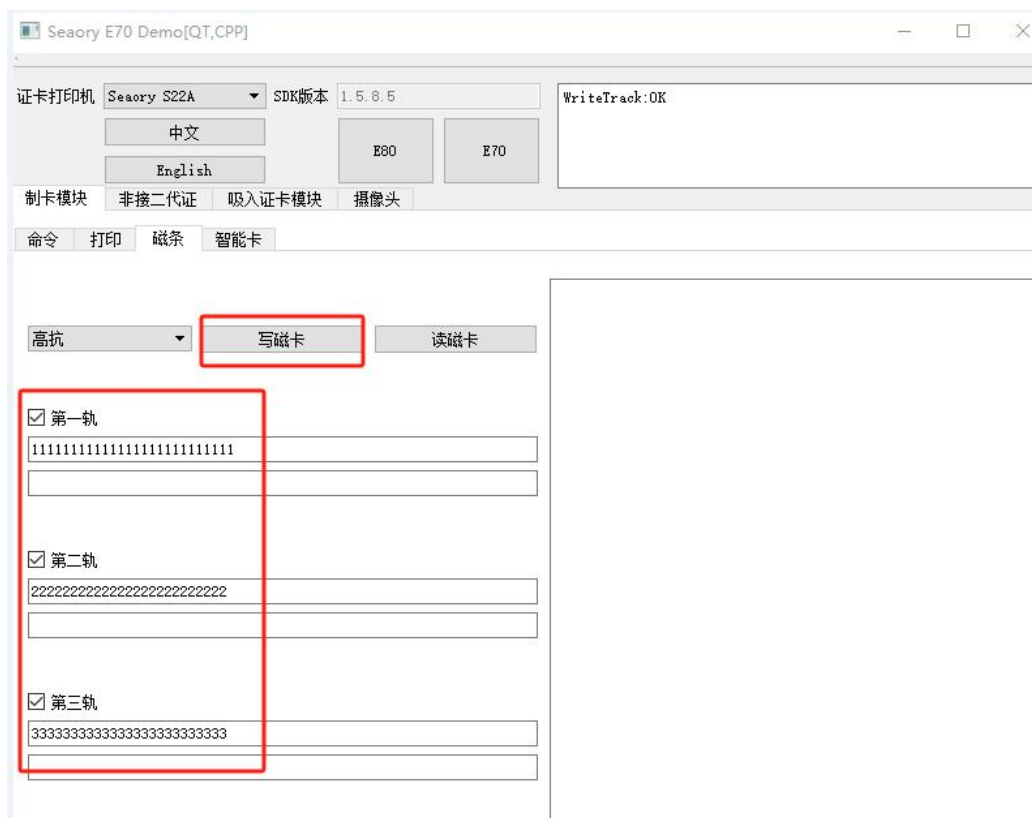 Seaory E70 Demo[QT,CPP]
证卡打印机 Seaory S22A SDK版本 1.5.8.5
WriteTrack:OK
中文
English
E80 E70
制卡模块 非接二代证 吸入证卡模块 摄像头
命令 打印 磁条 智能卡
高抗 写磁卡 读磁卡
第一轨
11111111111111111111111111
第二轨
2222222222222222222222222
第三轨
3333333333333333333333333